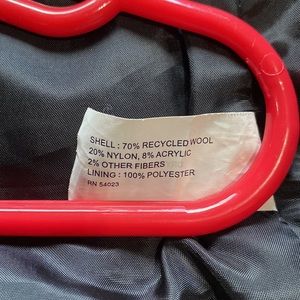 SHELL : 70% RECYCLED WOOL
20% NYLON, 8% ACRYLIC
2% OTHER FIBERS
LINING : 100% POLYESTER
RN 54023